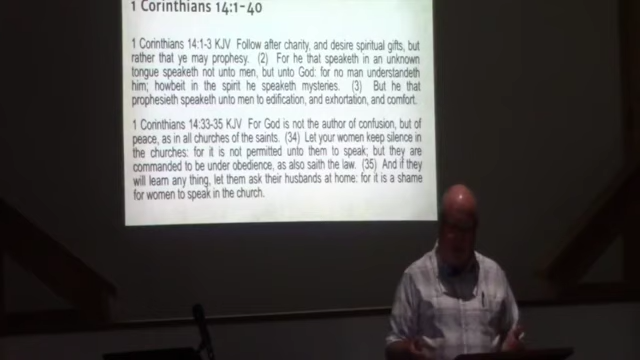 1 Corinthians 14:1-40
1 Corinthians 14:1-3 KJV Follow after charity, and desire spiritual gifts, but
rather that ye may prophesy. (2) For he that speaketh in an unknown
tongue speaketh not unto men, but unto God: for no man understandeth
him; howbeit in the spirit he speaketh mysteries. (3) But he that
prophesieth speaketh unto men to edification, and exhortation, and comfort.
1 Corinthians 14:33-35 KJV For God is not the author of confusion, but of
peace, as in all churches of the saints. (34) Let your women keep silence in
the churches: for it is not permitted unto them to speak; but they are
commanded to be under obedience, as also saith the law. (35) And if they
will learn any thing, let them ask their husbands at home: for it is a shame
for women to speak in the church.